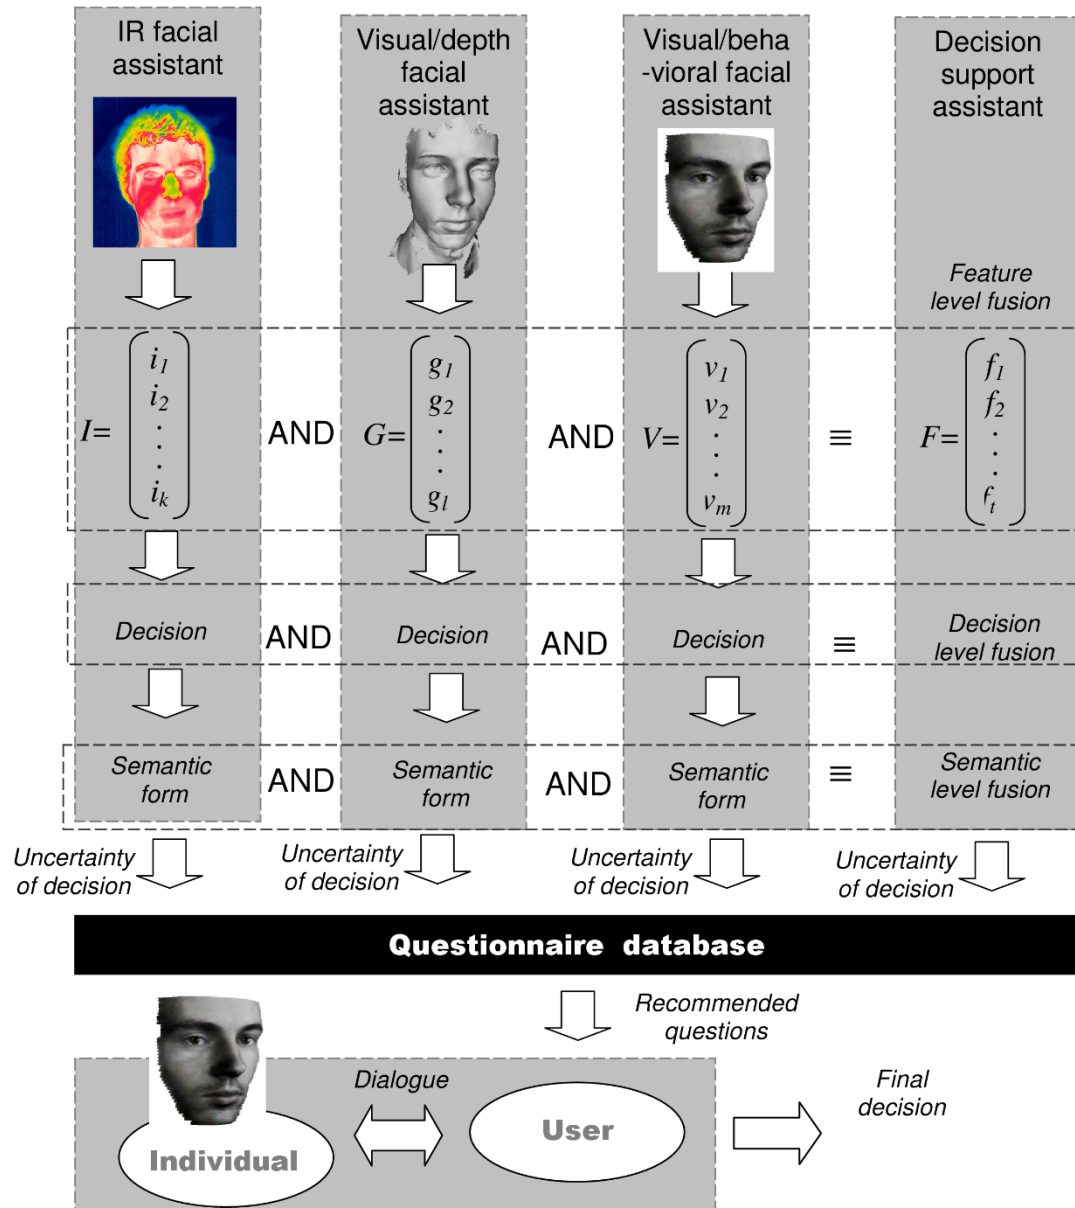 IR facial
assistant
Visual/depth
facial
assistant
Visual/beha
-vioral facial
assistant
Decision
support
assistant
Feature
level fusion
I= i1 i2 . . . ik
AND
G= g1 g2 . . . gl
AND
V= v1 v2 . . . vm
≡
F= f1 f2 . . . ft
Decision
AND
Decision
AND
Decision
≡
Decision
level fusion
Semantic
form
AND
Semantic
form
AND
Semantic
form
≡
Semantic
level fusion
Uncertainty
of decision
Uncertainty
of decision
Uncertainty
of decision
Uncertainty
of decision
Questionnaire database
Recommended
questions
Dialogue
Individual
User
Final
decision